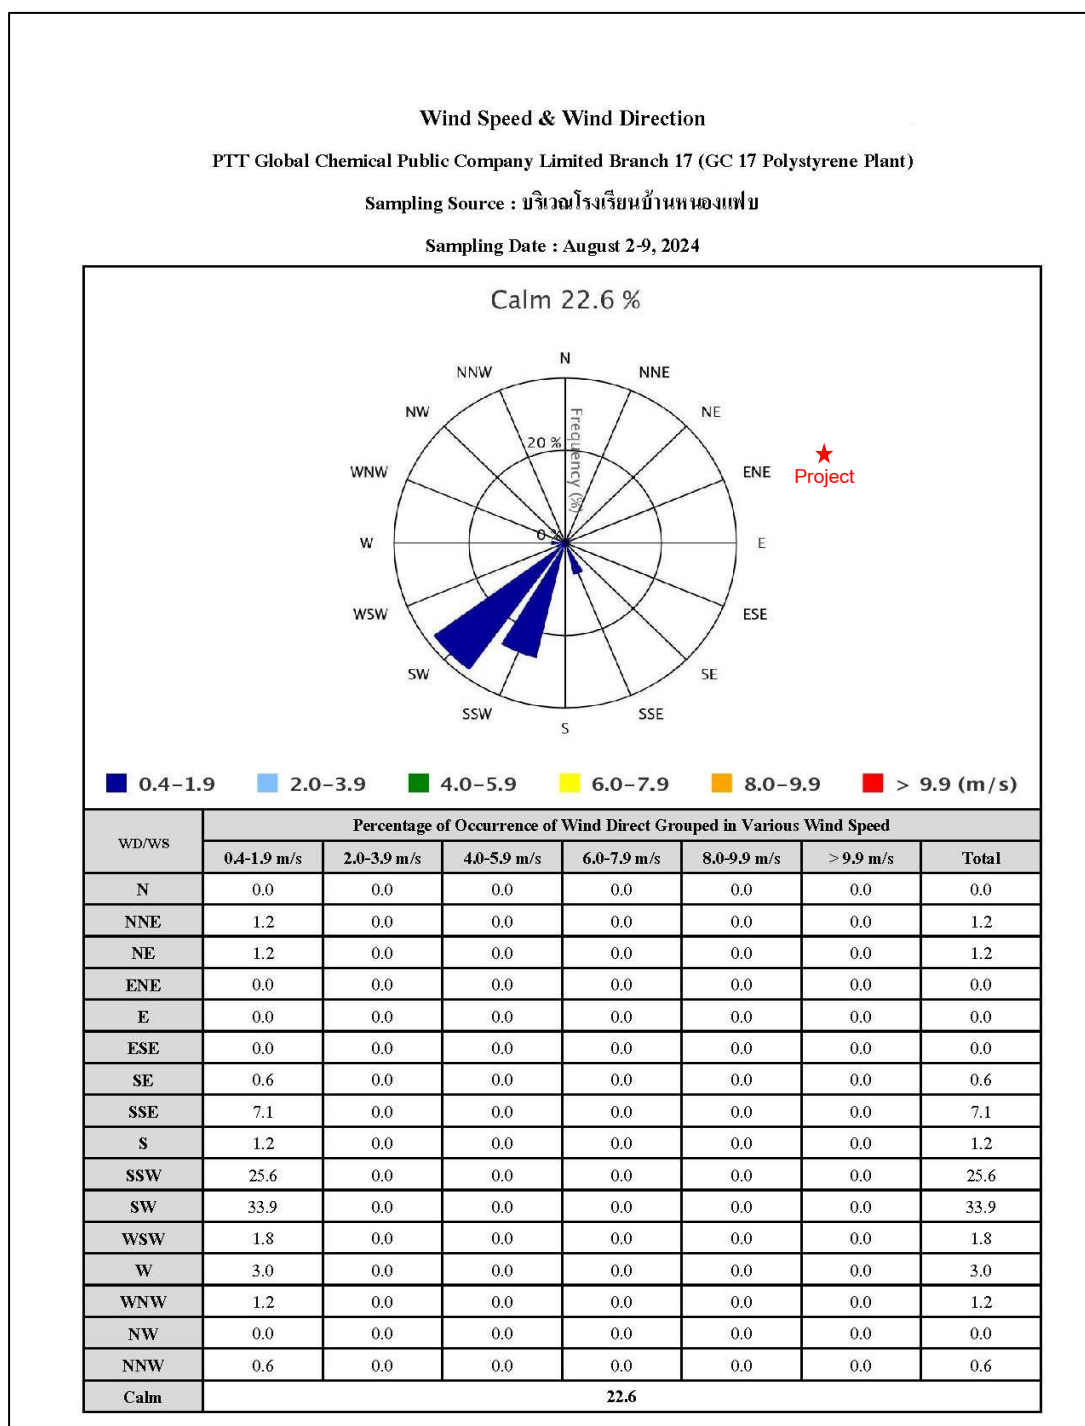 Wind Speed & Wind Direction
PTT Global Chemical Public Company Limited Branch 17 (GC 17 Polystyrene Plant)
Sampling Source : บริเวณโรงเรียนบ้านหนองแฟบ
Sampling Date : August 2-9, 2024
Calm 22.6 %
N
NNW
NNE
NW
NE
Frequency (%)
20 %
WNW
ENE
Project
0 %
W
E
WSW
ESE
SW
SE
SSW
SSE
S
0.4-1.9 2.0-3.9 4.0-5.9 6.0-7.9 8.0-9.9 > 9.9 (m/s)
WD/WS Percentage of Occurrence of Wind Direct Grouped in Various Wind Speed
0.4-1.9 m/s 2.0-3.9 m/s 4.0-5.9 m/s 6.0-7.9 m/s 8.0-9.9 m/s > 9.9 m/s Total
N 0.0 0.0 0.0 0.0 0.0 0.0 0.0
NNE 1.2 0.0 0.0 0.0 0.0 0.0 1.2
NE 1.2 0.0 0.0 0.0 0.0 0.0 1.2
ENE 0.0 0.0 0.0 0.0 0.0 0.0 0.0
E 0.0 0.0 0.0 0.0 0.0 0.0 0.0
ESE 0.0 0.0 0.0 0.0 0.0 0.0 0.0
SE 0.6 0.0 0.0 0.0 0.0 0.0 0.6
SSE 7.1 0.0 0.0 0.0 0.0 0.0 7.1
S 1.2 0.0 0.0 0.0 0.0 0.0 1.2
SSW 25.6 0.0 0.0 0.0 0.0 0.0 25.6
SW 33.9 0.0 0.0 0.0 0.0 0.0 33.9
WSW 1.8 0.0 0.0 0.0 0.0 0.0 1.8
W 3.0 0.0 0.0 0.0 0.0 0.0 3.0
WNW 1.2 0.0 0.0 0.0 0.0 0.0 1.2
NW 0.0 0.0 0.0 0.0 0.0 0.0 0.0
NNW 0.6 0.0 0.0 0.0 0.0 0.0 0.6
Calm 22.6